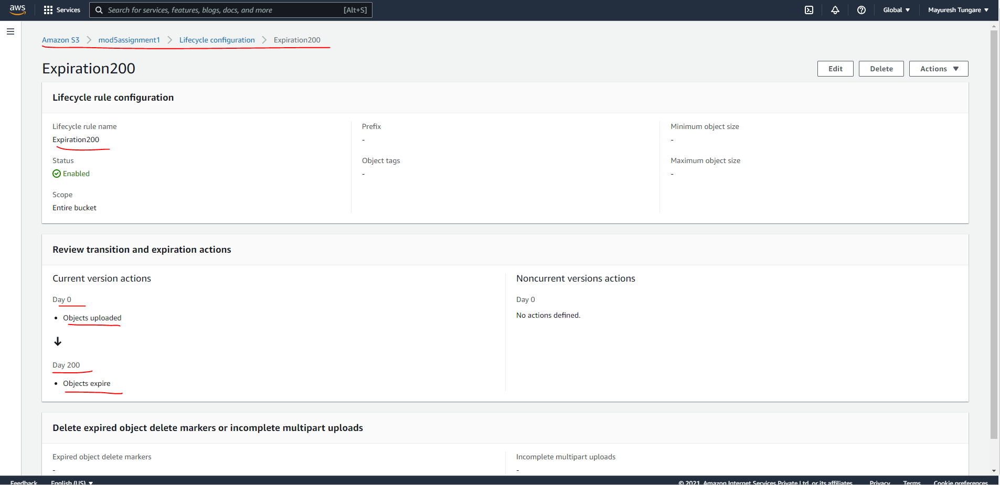 aws Services Search for services, features, blogs, docs, and more [Alt+S] Global Mayuresh Tungare
Amazon S3 mod5assignment1 Lifecycle configuration Expiration200
Expiration200 Edit Delete Actions
Lifecycle rule configuration
Lifecycle rule name Prefix Minimum object size
Expiration200 - -
Status Object tags Maximum object size
Enabled - -
Scope
Entire bucket
Review transition and expiration actions
Current version actions Noncurrent versions actions
Day 0 Day 0
Objects uploaded No actions defined.
Day 200
Objects expire
Delete expired object delete markers or incomplete multipart uploads
Expired object delete markers Incomplete multipart uploads
- -
Feedback English (US) © 2021, Amazon Internet Services Private Ltd. or its affiliates. Privacy Terms Cookie preferences